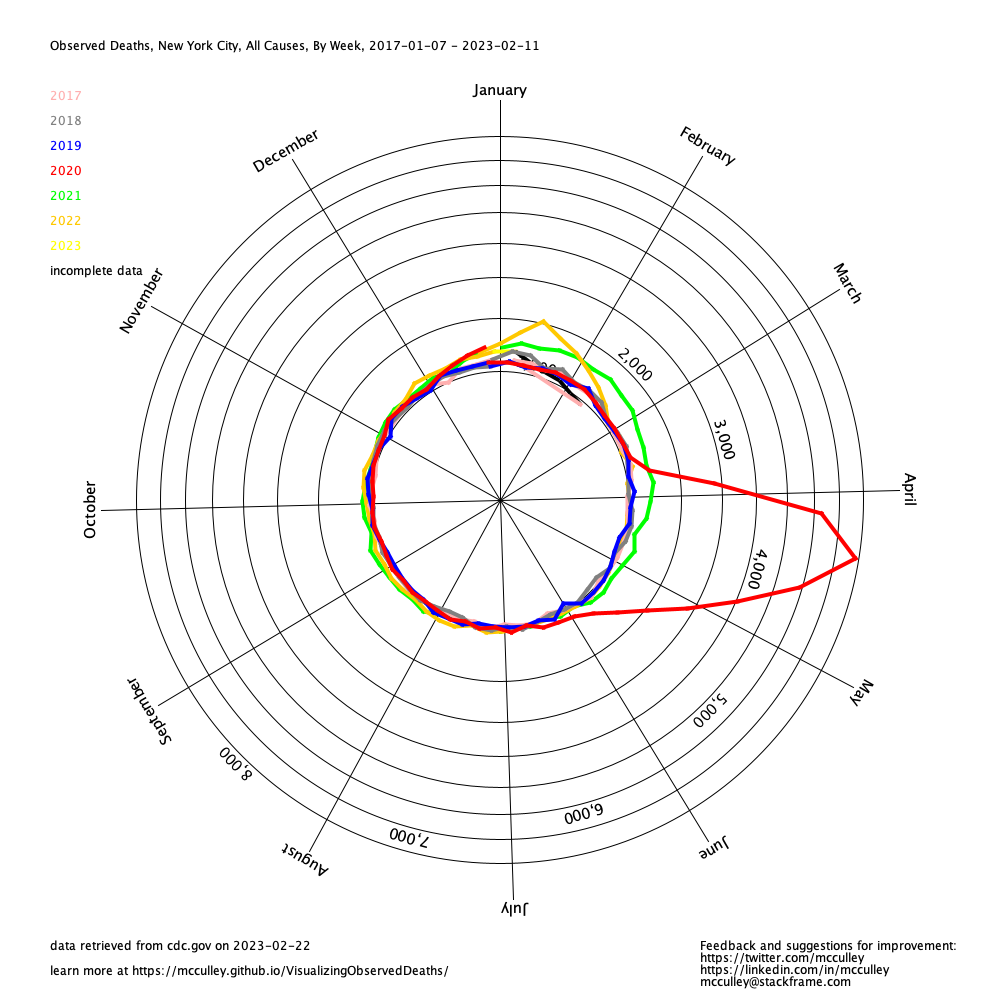 Observed Deaths, New York City, All Causes, By Week, 2017-01-07 - 2023-02-11
January
2017
2018
2019
2020
2021
2022
2023
incomplete data
December
February
November
March
2,000
3,000
October
April
4,000
September
May
5,000
8,000
6,000
7,000
August
June
July
data retrieved from cdc.gov on 2023-02-22
learn more at https://mcculley.github.io/VisualizingObservedDeaths/
Feedback and suggestions for improvement:
https://twitter.com/mcculley
https://linkedin.com/in/mcculley
mcculley@stackframe.com